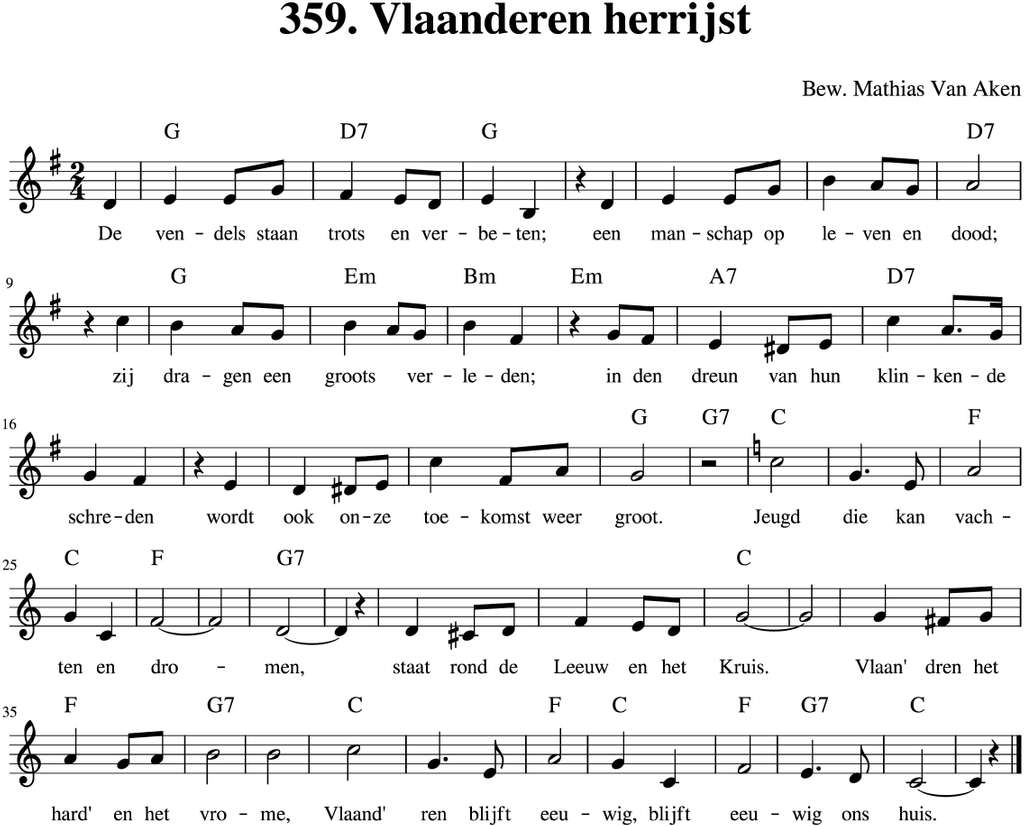 359. Vlaanderen herrijst
Bew. Mathias Van Aken
G D7 G D7
2
4
De ven - dels staan trots en ver - be - ten; een man - schap op le - ven en dood;
9
G Em Bm Em A7 D7
zij dra - gen een groots ver - le - den; in den dreun van hun klin - ken - de
16
G G7 C F
schre - den wordt ook on - ze toe - komst weer groot. Jeugd die kan vach -
25
C F G7 C
ten en dro - men, staat rond de Leeuw en het Kruis. Vlaan' dren het
35
F G7 C F C F G7 C
hard' en het vro - me, Vlaand' ren blijft eeu - wig, blijft eeu - wig ons huis.